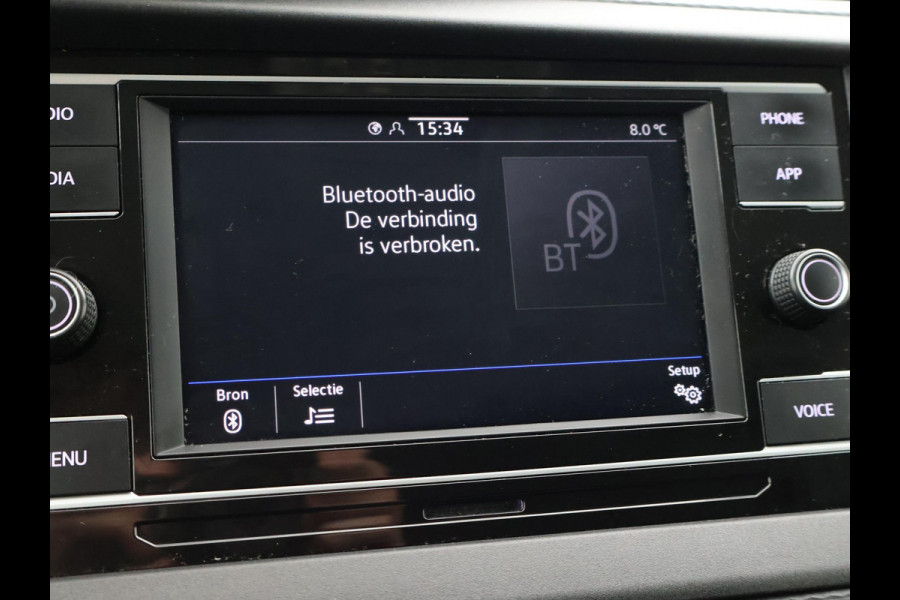 15:34
8.0 °C
DIO
PHONE
DIA
APP
Bluetooth-audio
De verbinding
is verbroken.
BT
Bron
Selectie
Setup
ENU
VOICE